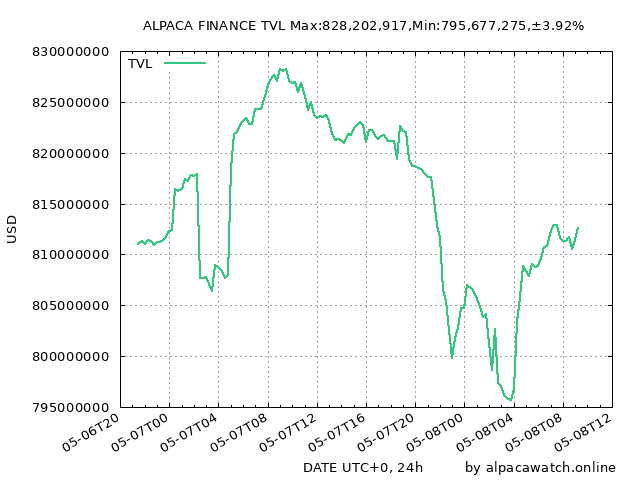 ALPACA FINANCE TVL Max:828,202,917,Min:795,677,275,±3.92%
830000000
TVL
825000000
820000000
815000000
USD
810000000
805000000
800000000
795000000
05-06T20
05-07T00
05-07T04
05-07T08
05-07T12
05-07T16
05-07T20
05-08T00
05-08T04
05-08T08
05-08T12
DATE UTC+0, 24h
by alpacawatch.online